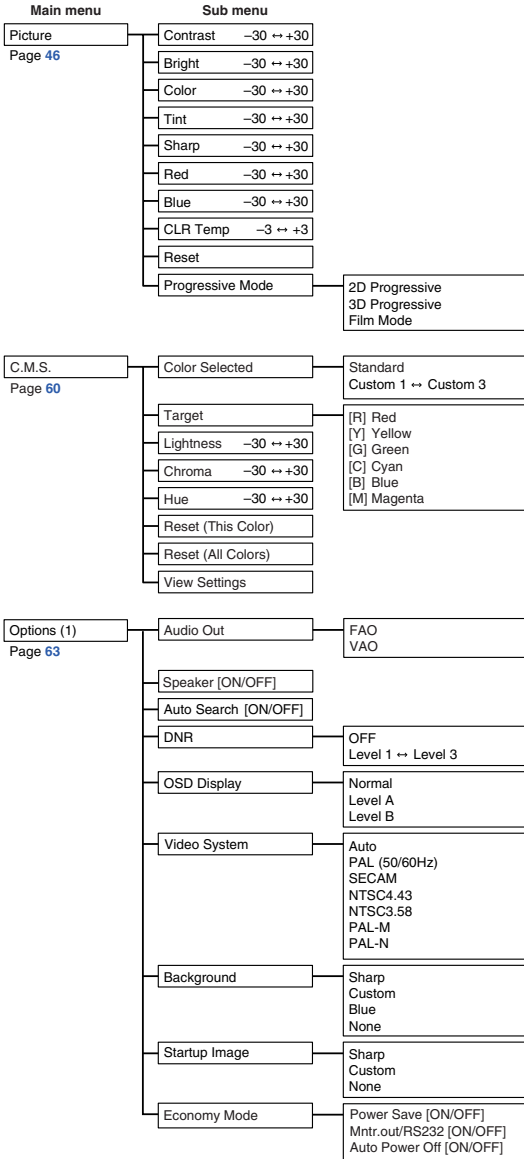 Main menu Sub menu
Picture
Page 46
Contrast –30 ↔ +30
Bright –30 ↔ +30
Color –30 ↔ +30
Tint –30 ↔ +30
Sharp –30 ↔ +30
Red –30 ↔ +30
Blue –30 ↔ +30
CLR Temp –3 ↔ +3
Reset
Progressive Mode
2D Progressive
3D Progressive
Film Mode
C.M.S.
Page 60
Color Selected
Standard
Custom 1 ↔ Custom 3
Target
[R] Red
[Y] Yellow
[G] Green
[C] Cyan
[B] Blue
[M] Magenta
Lightness –30 ↔ +30
Chroma –30 ↔ +30
Hue –30 ↔ +30
Reset (This Color)
Reset (All Colors)
View Settings
Options (1)
Page 63
Audio Out
FAO
VAO
Speaker [ON/OFF]
Auto Search [ON/OFF]
DNR
OFF
Level 1 ↔ Level 3
OSD Display
Normal
Level A
Level B
Video System
Auto
PAL (50/60Hz)
SECAM
NTSC4.43
NTSC3.58
PAL-M
PAL-N
Background
Sharp
Custom
Blue
None
Startup Image
Sharp
Custom
None
Economy Mode
Power Save [ON/OFF]
Mntr.out/RS232 [ON/OFF]
Auto Power Off [ON/OFF]